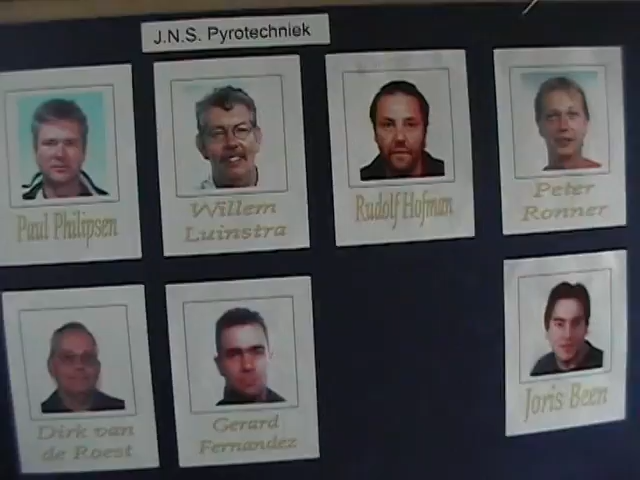 J.N.S. Pyrotechniek
Paul Philipsen
Willem
Luinstra
Rudolf Hofman
Peter
Ronner
Dirk van
de Roest
Gerard
Fernandez
Joris Been